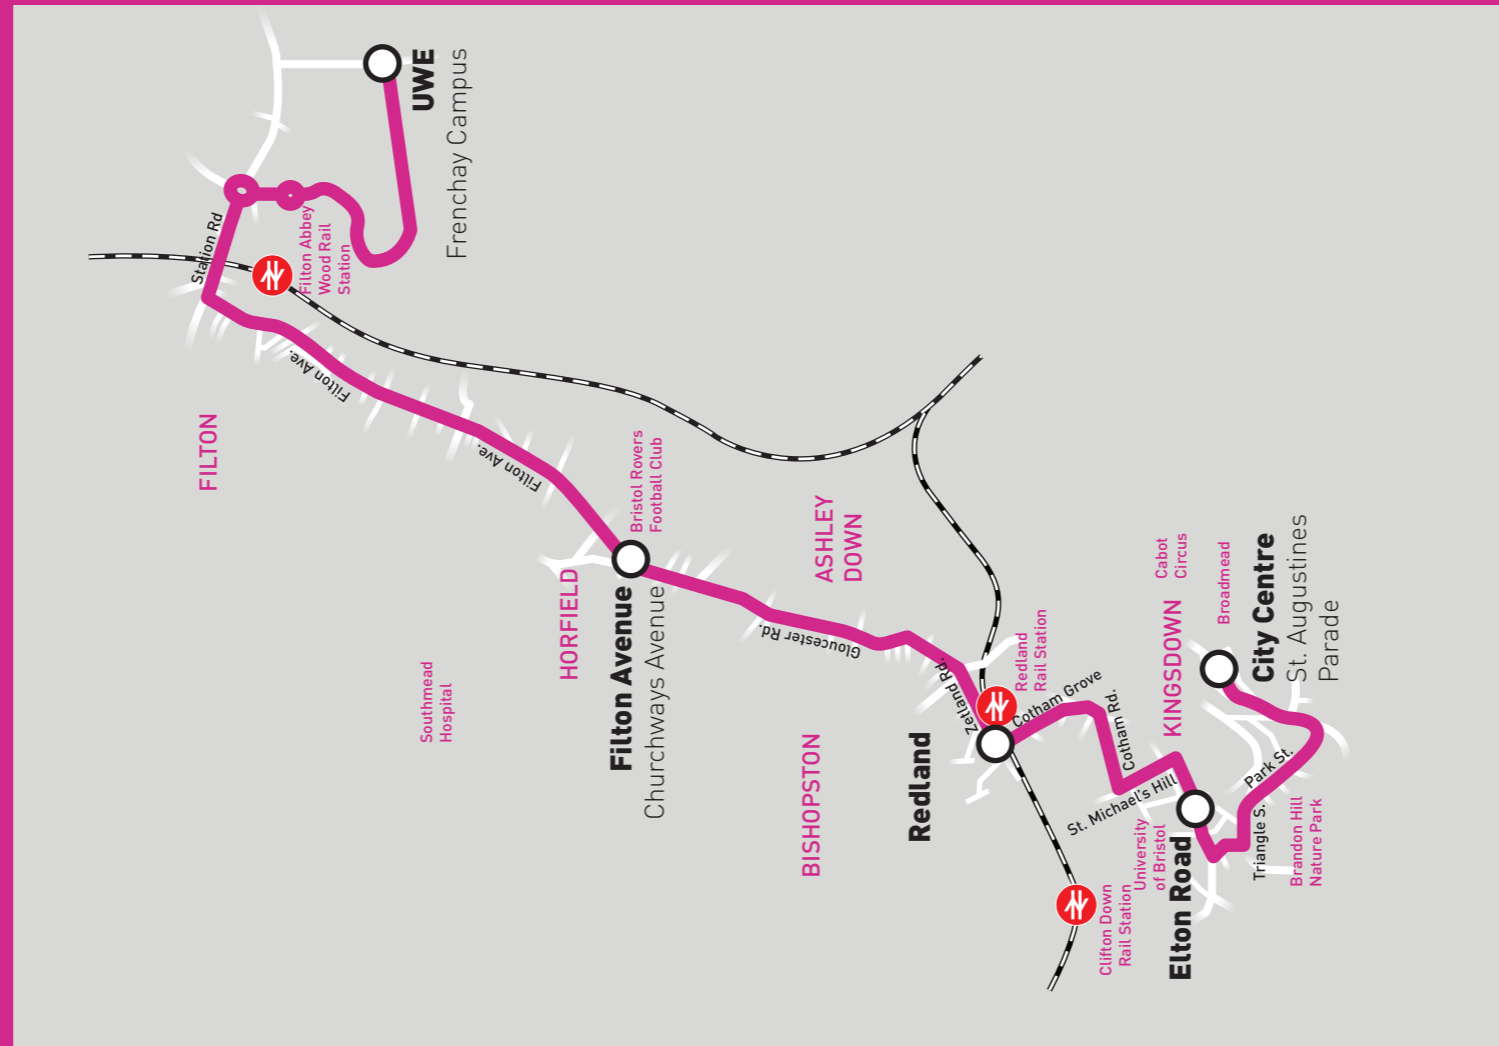 UWE
Frenchay Campus
Station Rd
Filton Abbey
Wood Rail
Station
FILTON
Filton Ave.
Filton Ave.
Bristol Rovers
Football Club
HORFIELD
Filton Avenue
Churchways Avenue
Southmead
Hospital
ASHLEY
DOWN
Gloucester Rd.
BISHOPSTON
Zetland Rd.
Redland
Rail Station
Redland
Cotham Grove
Cotham Rd.
St. Michael's Hill
KINGSDOWN
Cabot
Circus
Broadmead
City Centre
St. Augustines
Parade
Park St.
Triangle S.
Brandon Hill
Nature Park
University
of Bristol
Elton Road
Clifton Down
Rail Station